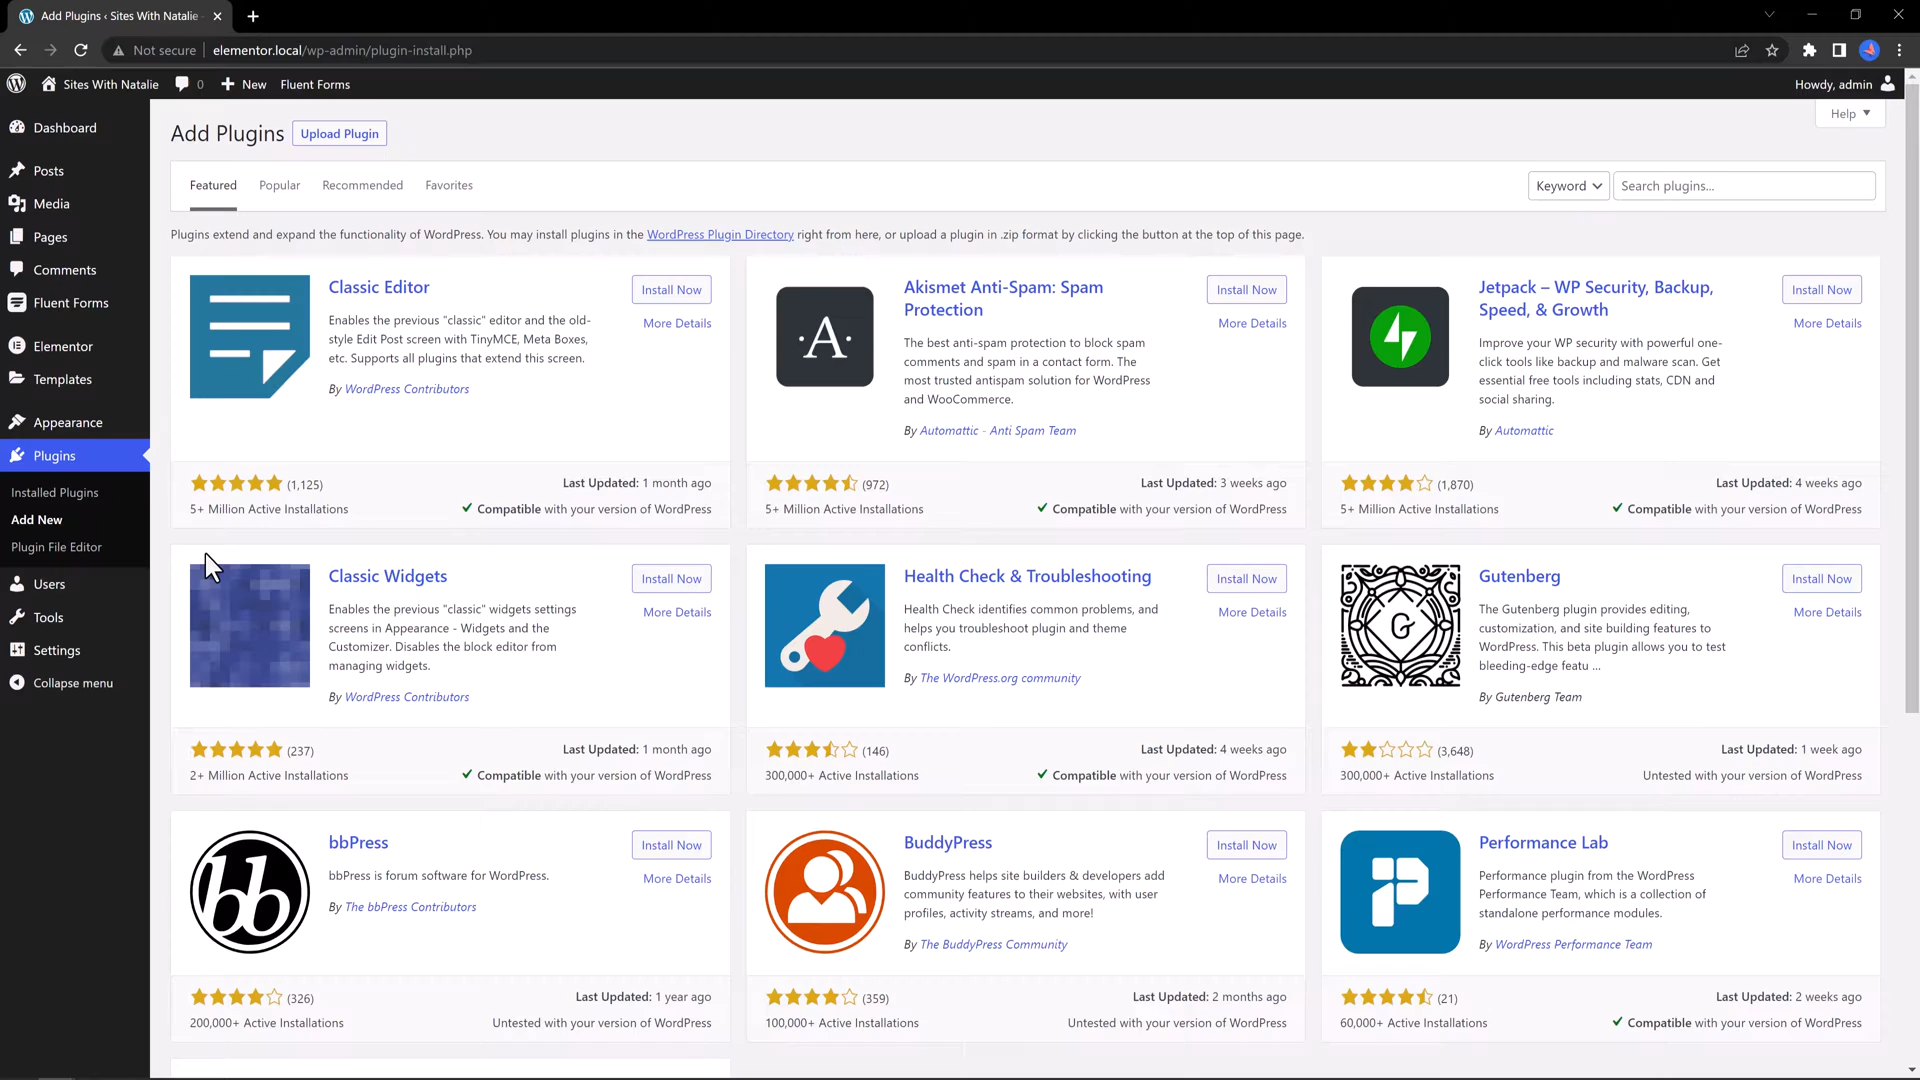 Add Plugins ‹ Sites With Natalie
Not secure
elementor.local/wp-admin/plugin-install.php
Sites With Natalie
0
New
Fluent Forms
Howdy, admin
Dashboard
Posts
Media
Pages
Comments
Fluent Forms
Elementor
Templates
Appearance
Plugins
Installed Plugins
Add New
Plugin File Editor
Users
Tools
Settings
Collapse menu
Help
Add Plugins
Upload Plugin
Featured
Popular
Recommended
Favorites
Keyword
Search plugins...
Plugins extend and expand the functionality of WordPress. You may install plugins in the WordPress Plugin Directory right from here, or upload a plugin in .zip format by clicking the button at the top of this page.
Classic Editor
Install Now
More Details
Enables the previous "classic" editor and the old-
style Edit Post screen with TinyMCE, Meta Boxes,
etc. Supports all plugins that extend this screen.
By WordPress Contributors
(1,125)
Last Updated: 1 month ago
5+ Million Active Installations
Compatible with your version of WordPress
·A·
Akismet Anti-Spam: Spam
Protection
Install Now
More Details
The best anti-spam protection to block spam
comments and spam in a contact form. The
most trusted antispam solution for WordPress
and WooCommerce.
By Automattic - Anti Spam Team
(972)
Last Updated: 3 weeks ago
5+ Million Active Installations
Compatible with your version of WordPress
Jetpack – WP Security, Backup,
Speed, & Growth
Install Now
More Details
Improve your WP security with powerful one-
click tools like backup and malware scan. Get
essential free tools including stats, CDN and
social sharing.
By Automattic
(1,870)
Last Updated: 4 weeks ago
5+ Million Active Installations
Compatible with your version of WordPress
Classic Widgets
Install Now
More Details
Enables the previous "classic" widgets settings
screens in Appearance - Widgets and the
Customizer. Disables the block editor from
managing widgets.
By WordPress Contributors
(237)
Last Updated: 1 month ago
2+ Million Active Installations
Compatible with your version of WordPress
Health Check & Troubleshooting
Install Now
More Details
Health Check identifies common problems, and
helps you troubleshoot plugin and theme
conflicts.
By The WordPress.org community
(146)
Last Updated: 4 weeks ago
300,000+ Active Installations
Compatible with your version of WordPress
G
Gutenberg
Install Now
More Details
The Gutenberg plugin provides editing,
customization, and site building features to
WordPress. This beta plugin allows you to test
bleeding-edge featu ...
By Gutenberg Team
(3,648)
Last Updated: 1 week ago
300,000+ Active Installations
Untested with your version of WordPress
bb
bbPress
Install Now
More Details
bbPress is forum software for WordPress.
By The bbPress Contributors
(326)
Last Updated: 1 year ago
200,000+ Active Installations
Untested with your version of WordPress
BuddyPress
Install Now
More Details
BuddyPress helps site builders & developers add
community features to their websites, with user
profiles, activity streams, and more!
By The BuddyPress Community
(359)
Last Updated: 2 months ago
100,000+ Active Installations
Untested with your version of WordPress
Performance Lab
Install Now
More Details
Performance plugin from the WordPress
Performance Team, which is a collection of
standalone performance modules.
By WordPress Performance Team
(21)
Last Updated: 2 weeks ago
60,000+ Active Installations
Compatible with your version of WordPress